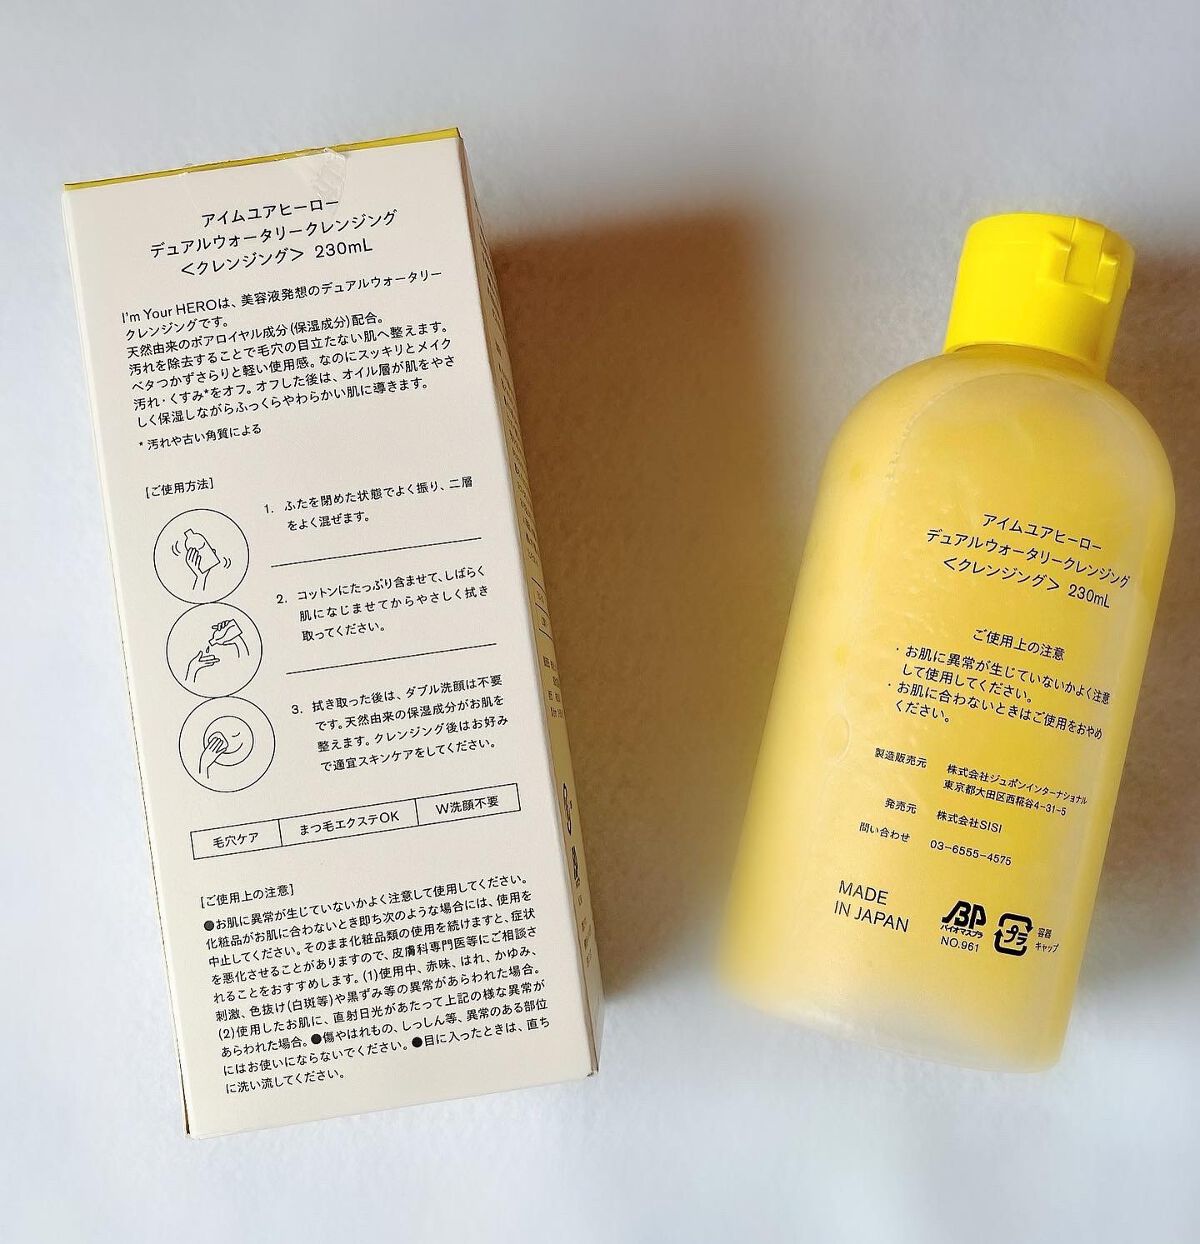 アイムユアヒーロー
デュアルウォータリークレンジング
＜クレンジング＞ 230mL
I'm Your HEROは、美容液発想のデュアルウォータリー
クレンジングです。
天然由来のボアロイヤル成分(保湿成分)配合。
汚れを除去することで毛穴の目立たない肌へ整えます。
ベタつかずさらりと軽い使用感。なのにスッキリとメイク
汚れ・くすみ*をオフ。オフした後は、オイル層が肌をやさ
しく保湿しながらふっくらやわらかい肌に導きます。
* 汚れや古い角質による
[ご使用方法]
1. ふたを閉めた状態でよく振り、二層
をよく混ぜます。
2. コットンにたっぷり含ませて、しばらく
肌になじませてからやさしく拭き
取ってください。
3. 拭き取った後は、ダブル洗顔は不要
です。天然由来の保湿成分がお肌を
整えます。クレンジング後はお好み
で適宜スキンケアをしてください。
毛穴ケア まつ毛エクステOK W洗顔不要
[ご使用上の注意]
●お肌に異常が生じていないかよく注意して使用してください。
化粧品がお肌に合わないとき即ち次のような場合には、使用を
中止してください。そのまま化粧品類の使用を続けますと、症状
を悪化させることがありますので、皮膚科専門医等にご相談さ
れることをおすすめします。(1)使用中、赤味、はれ、かゆみ、
刺激、色抜け(白斑等)や黒ずみ等の異常があらわれた場合。
(2)使用したお肌に、直射日光があたって上記の様な異常が
あらわれた場合。●傷やはれもの、しっしん等、異常のある部位
にはお使いにならないでください。●目に入ったときは、直ち
に洗い流してください。
アイムユアヒーロー
デュアルウォータリークレンジング
＜クレンジング＞ 230mL
ご使用上の注意
・お肌に異常が生じていないかよく注意
して使用してください。
・お肌に合わないときはご使用をおやめ
ください。
製造販売元 株式会社ジュポンインターナショナル
東京都大田区西糀谷4-31-5
発売元 株式会社SISI
問い合わせ 03-6555-4575
MADE
IN JAPAN
BP
バイオマスプラ
NO.961
プラ
容器
キャップ